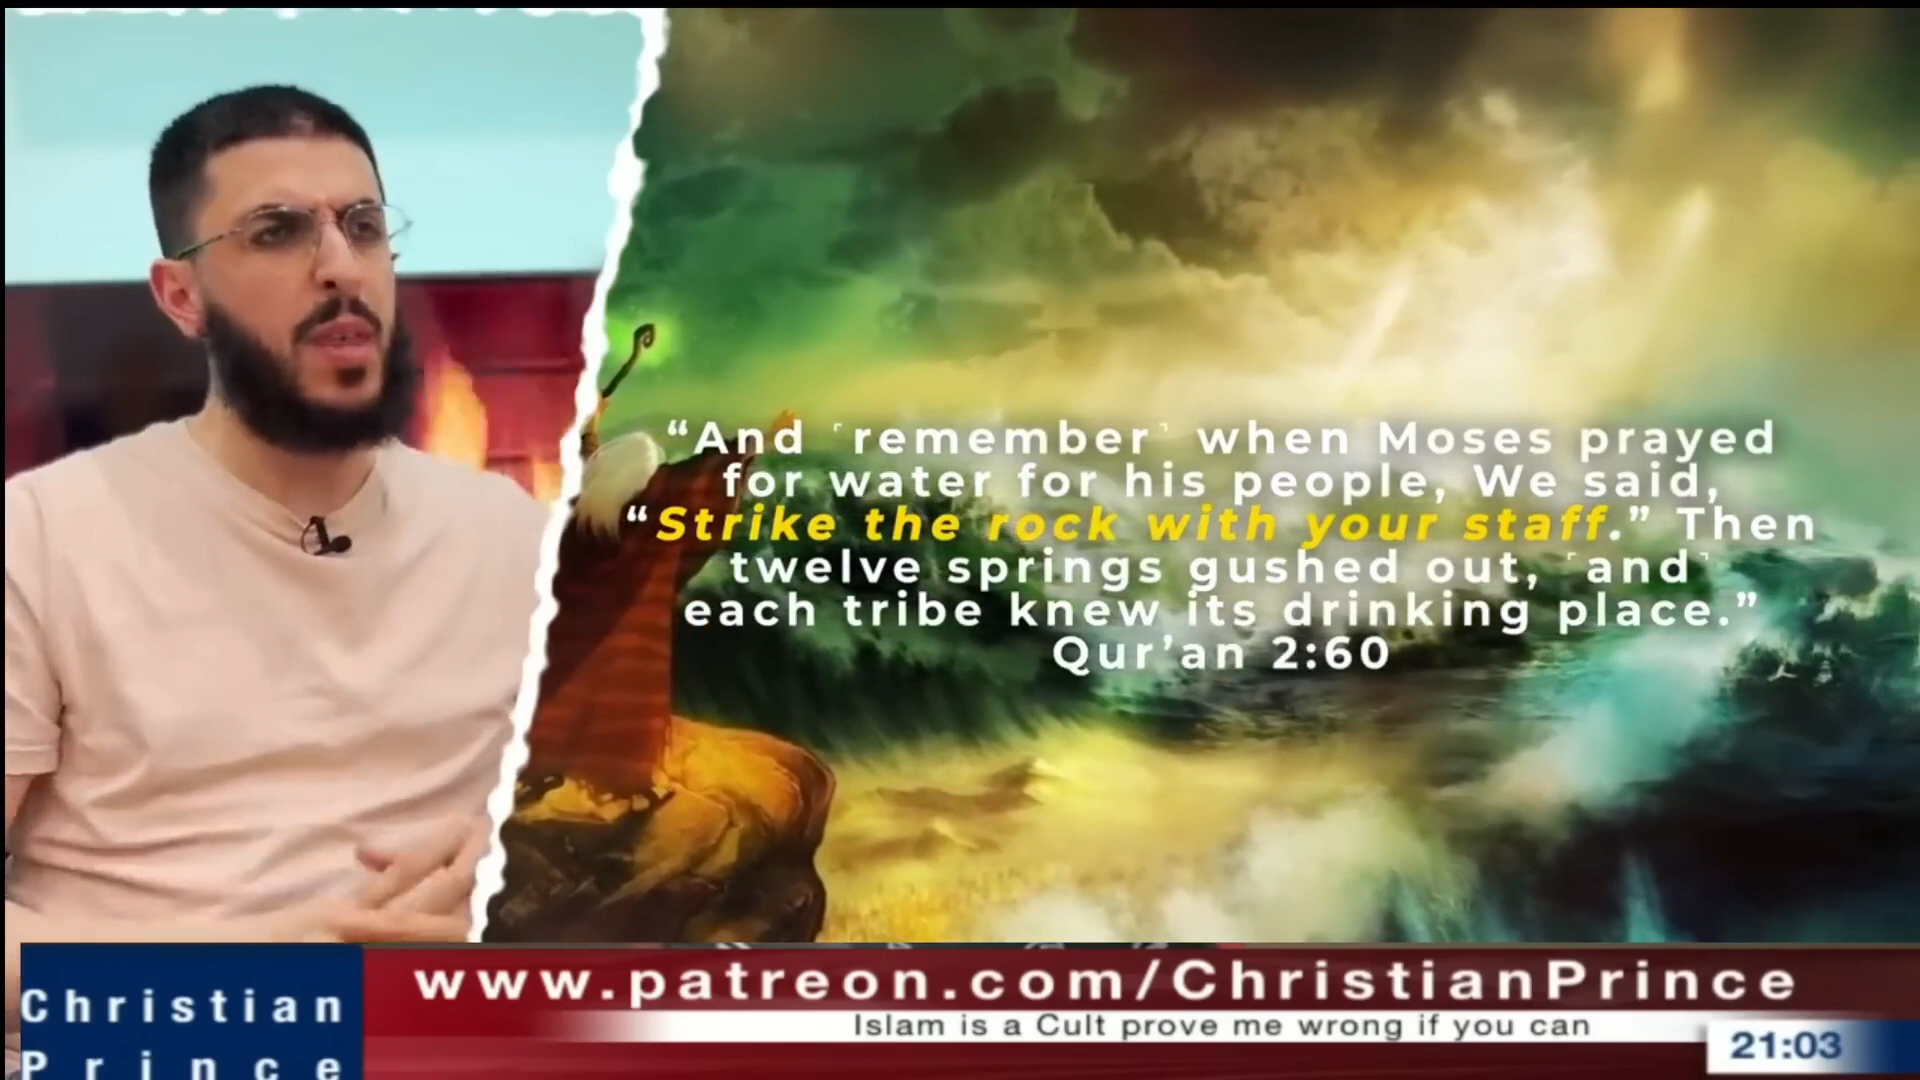 “And ˹remember˺ when Moses prayed
for water for his people, We said,
“Strike the rock with your staff.” Then
twelve springs gushed out, ˹and˺
each tribe knew its drinking place.”
Qur’an 2:60
Christian
Prince
www.patreon.com/ChristianPrince
Islam is a Cult prove me wrong if you can
21:03